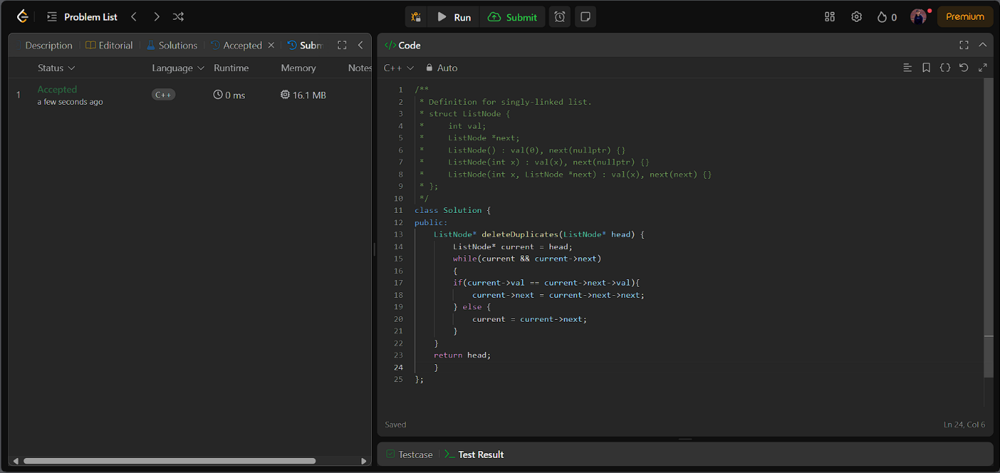 Problem List
Run
Submit
0
Premium
Description
Editorial
Solutions
Accepted
Subm
Status
Language
Runtime
Memory
Notes
1
Accepted
C++
0 ms
16.1 MB
a few seconds ago
</> Code
C++
Auto
1 /**
2  * Definition for singly-linked list.
3  * struct ListNode {
4  *     int val;
5  *     ListNode *next;
6  *     ListNode() : val(0), next(nullptr) {}
7  *     ListNode(int x) : val(x), next(nullptr) {}
8  *     ListNode(int x, ListNode *next) : val(x), next(next) {}
9  * };
10  */
11 class Solution {
12 public:
13     ListNode* deleteDuplicates(ListNode* head) {
14         ListNode* current = head;
15         while(current && current->next)
16         {
17         if(current->val == current->next->val){
18             current->next = current->next->next;
19         } else {
20             current = current->next;
21         }
22     }
23     return head;
24     }
25 };
Saved
Ln 24, Col 6
Testcase
Test Result